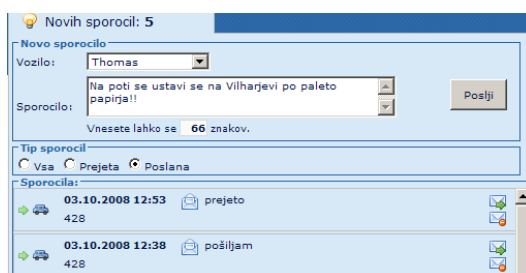 Novih sporocil: 5
Novo sporocilo
Vozilo: Thomas
Na poti se ustavi se na Vilharjevi po paleto
papirja!!
Sporocilo:
Poslji
Vnesete lahko se 66 znakov.
Tip sporocil
Vsa Prejeta Poslana
Sporocila:
03.10.2008 12:53 prejeto
428
03.10.2008 12:38 pošiljam
428